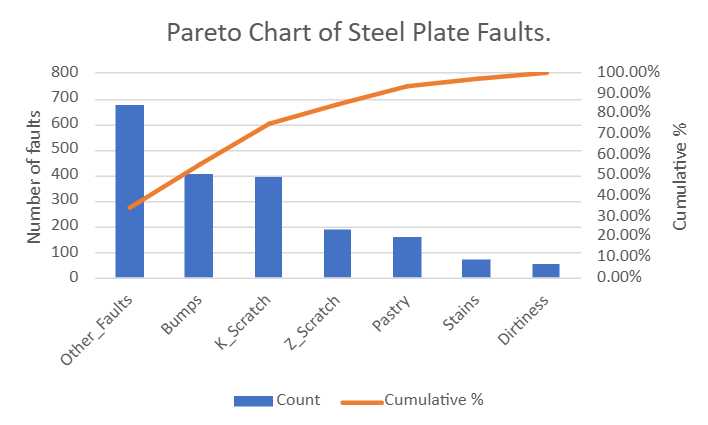 Pareto Chart of Steel Plate Faults.
Number of faults
800
700
600
500
400
300
200
100
0
100.00%
90.00%
80.00%
70.00%
60.00%
50.00%
40.00%
30.00%
20.00%
10.00%
0.00%
Cumulative %
Other_Faults
Bumps
K_Scratch
Z_Scratch
Pastry
Stains
Dirtiness
Count
Cumulative %